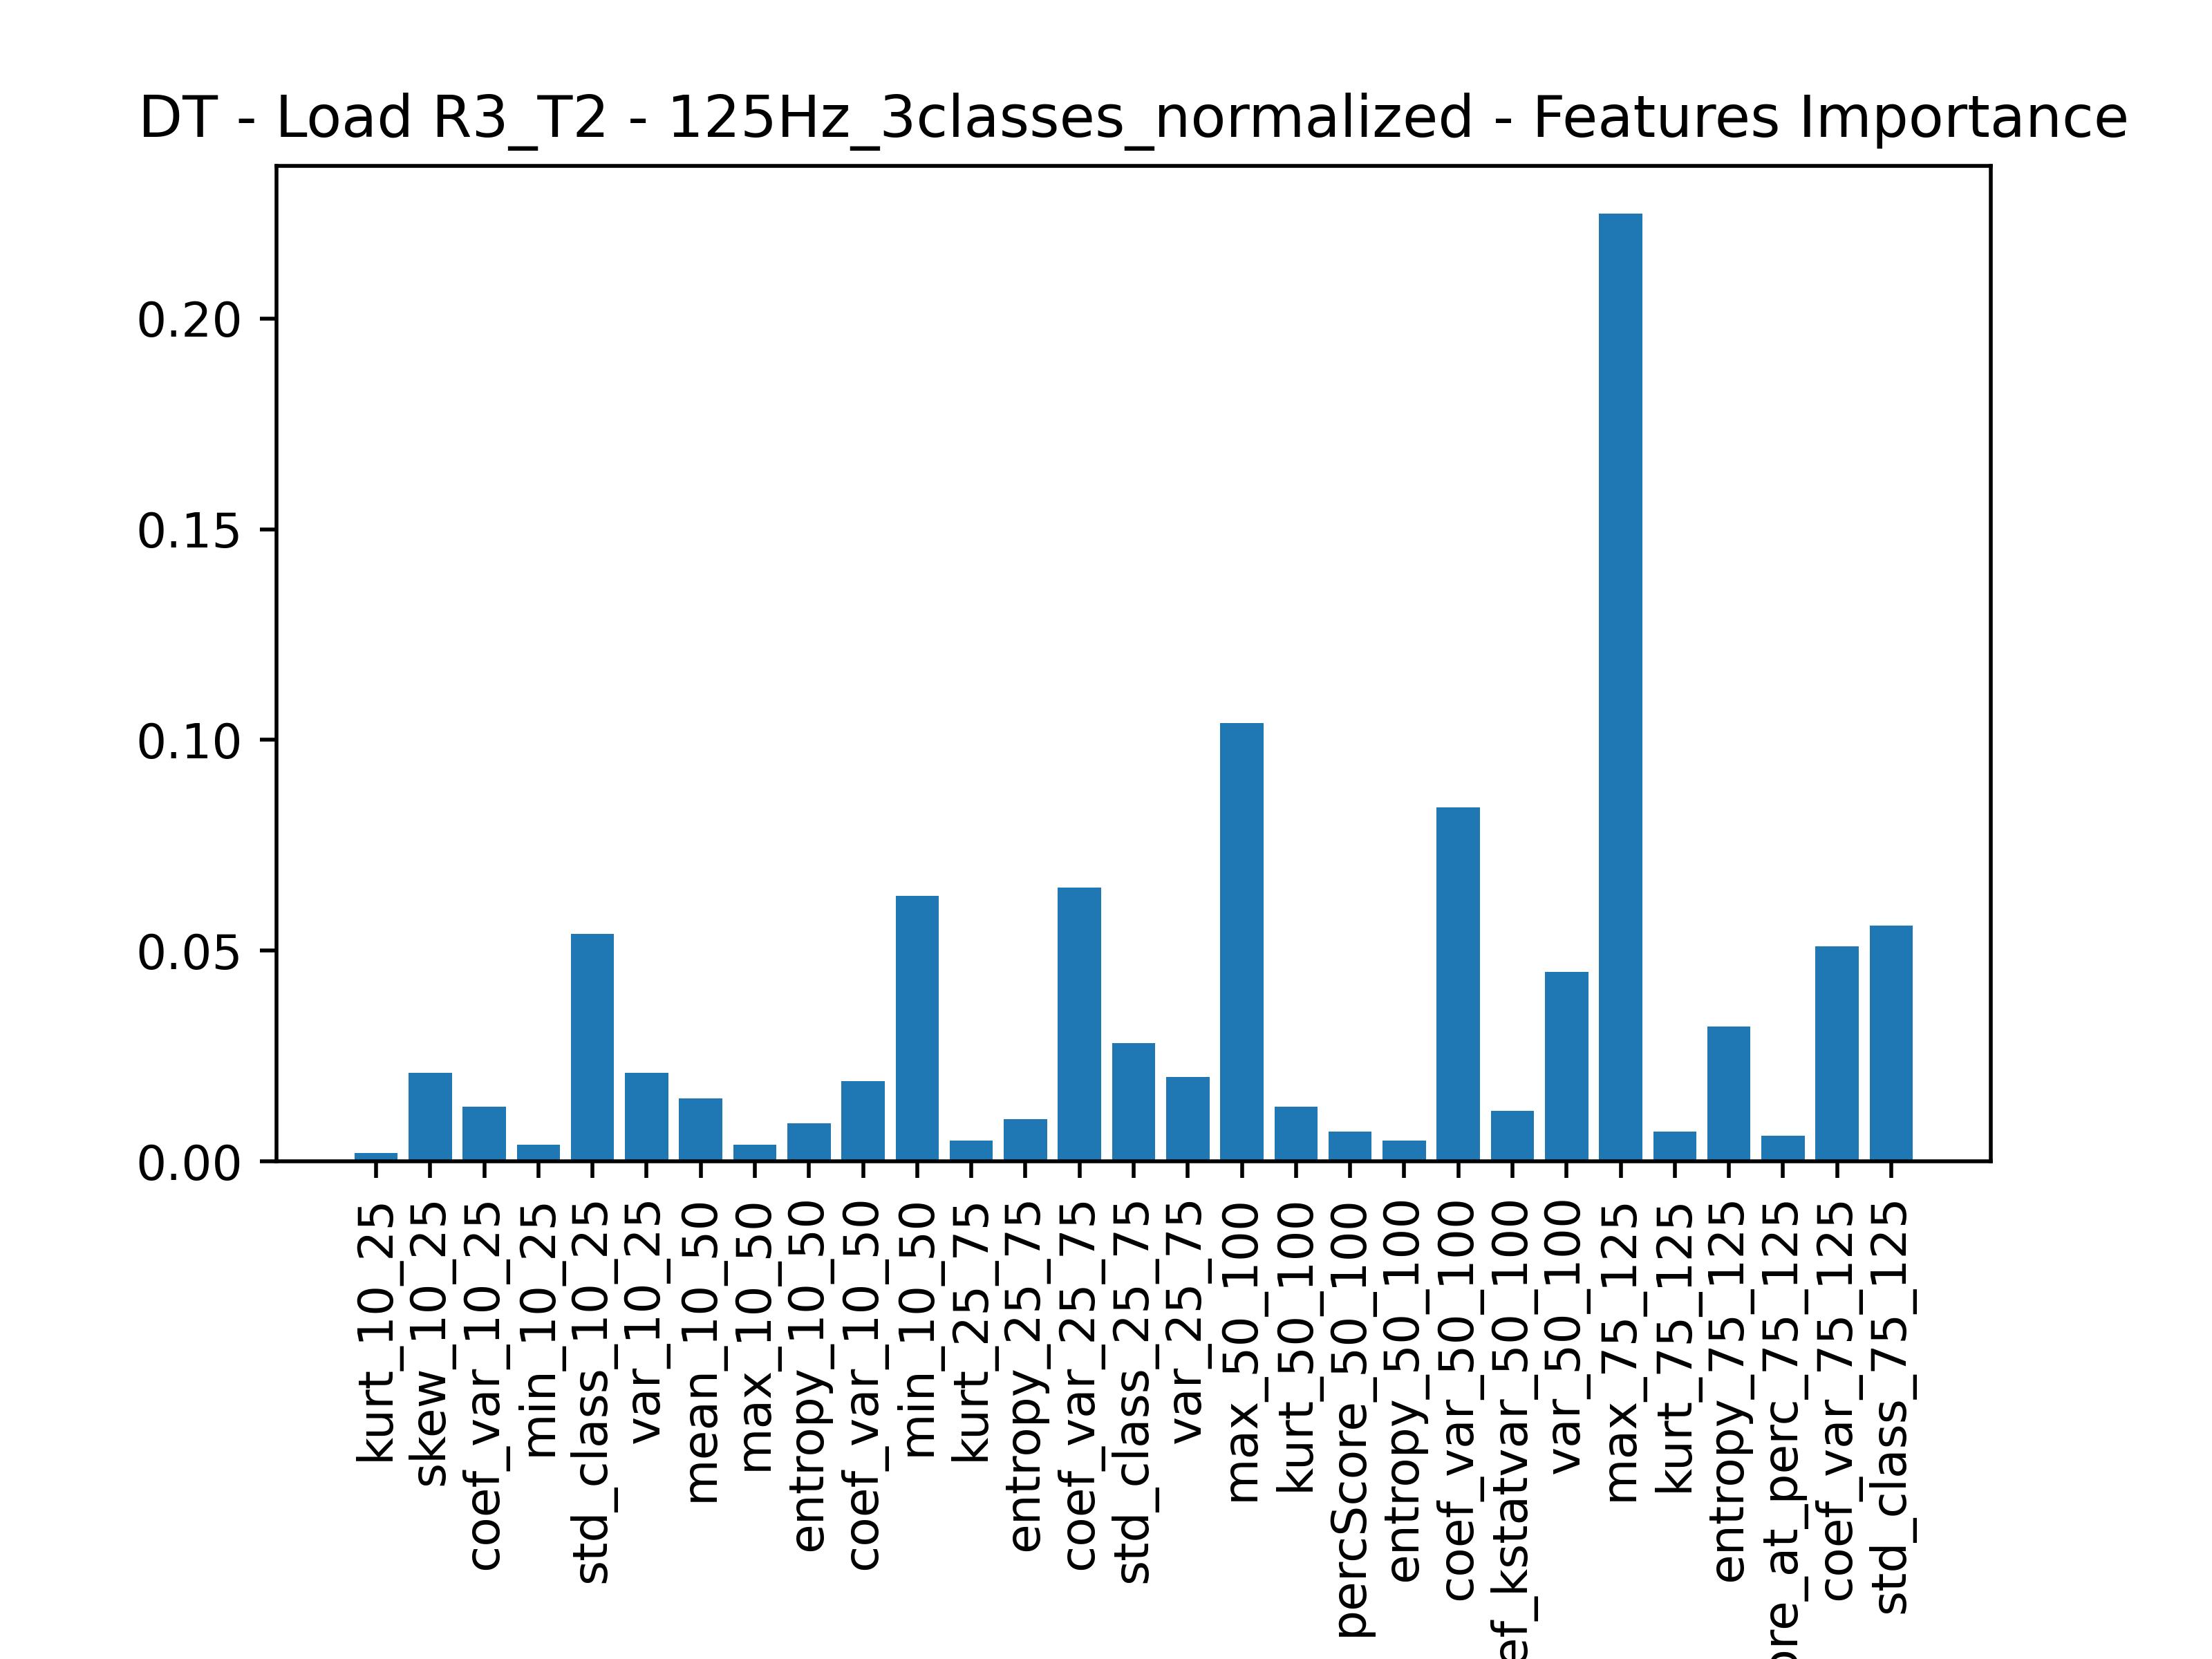 DT - Load R3_T2 - 125Hz_3classes_normalized - Features Importance
0.20
0.15
0.10
0.05
0.00
kurt_10_25
skew_10_25
coef_var_10_25
min_10_25
std_class_10_25
var_10_25
mean_10_50
max_10_50
entropy_10_50
coef_var_10_50
min_10_50
kurt_25_75
entropy_25_75
coef_var_25_75
std_class_25_75
var_25_75
max_50_100
kurt_50_100
percScore_50_100
entropy_50_100
coef_var_50_100
ef_kstatvar_50_100
var_50_100
max_75_125
kurt_75_125
entropy_75_125
ore_at_perc_75_125
coef_var_75_125
std_class_75_125